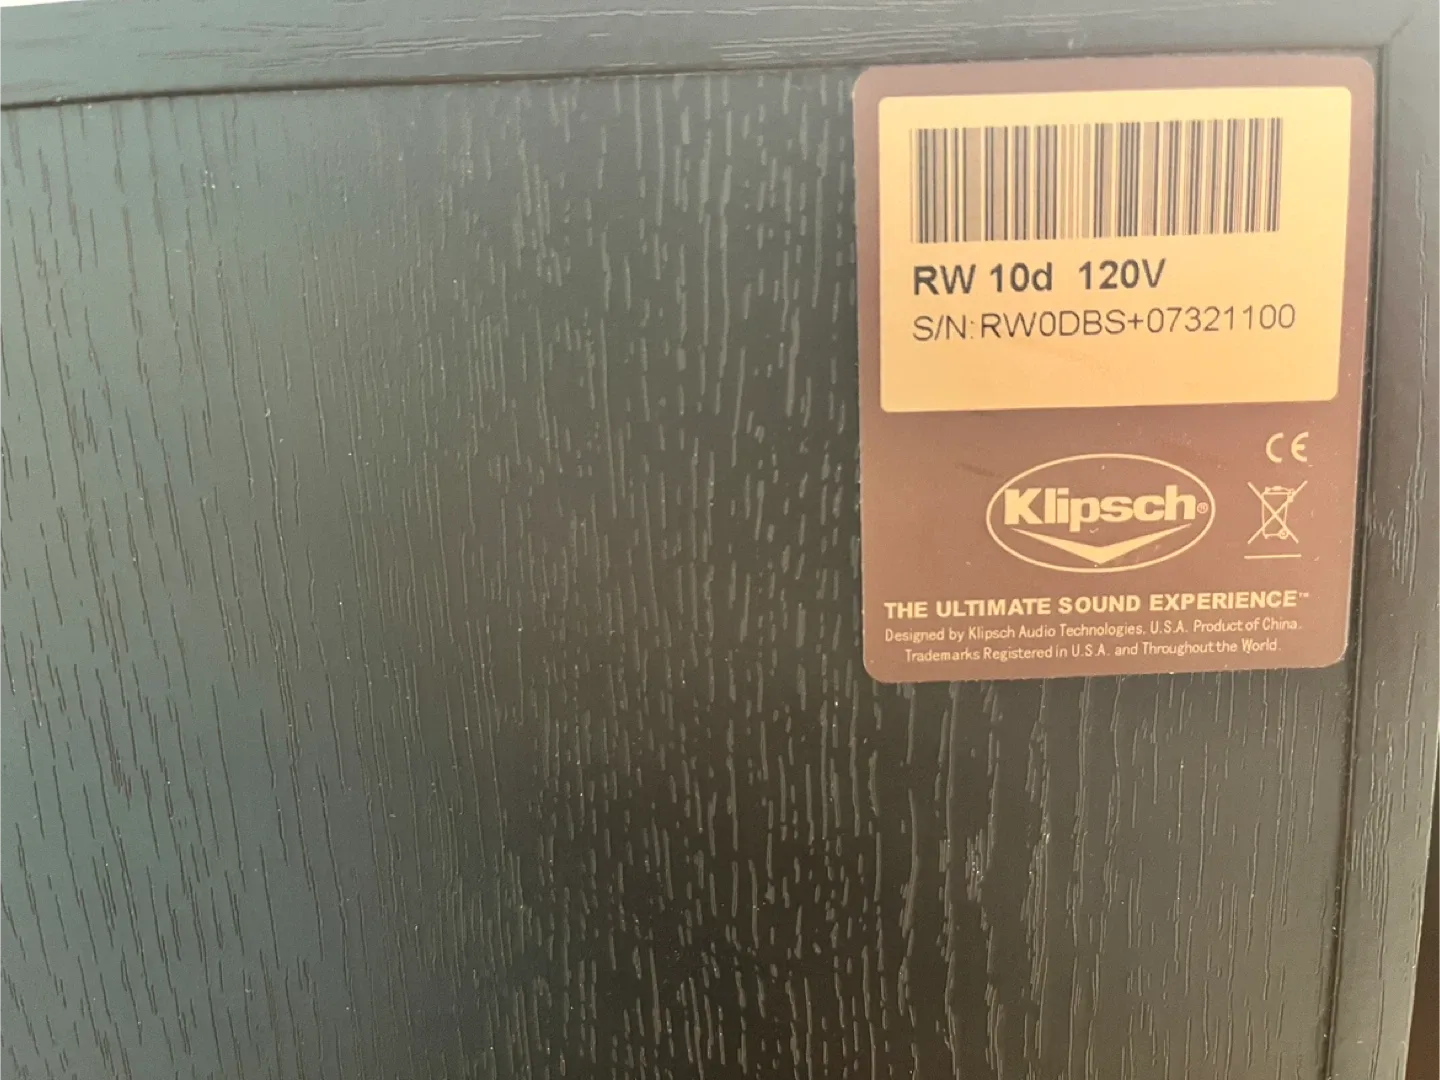 RW 10d 120V
S/N:RW0DBS+07321100
CE
Klipsch®
THE ULTIMATE SOUND EXPERIENCE™
Designed by Klipsch Audio Technologies, U.S.A. Product of China.
Trademarks Registered in U.S.A. and Throughout the World.